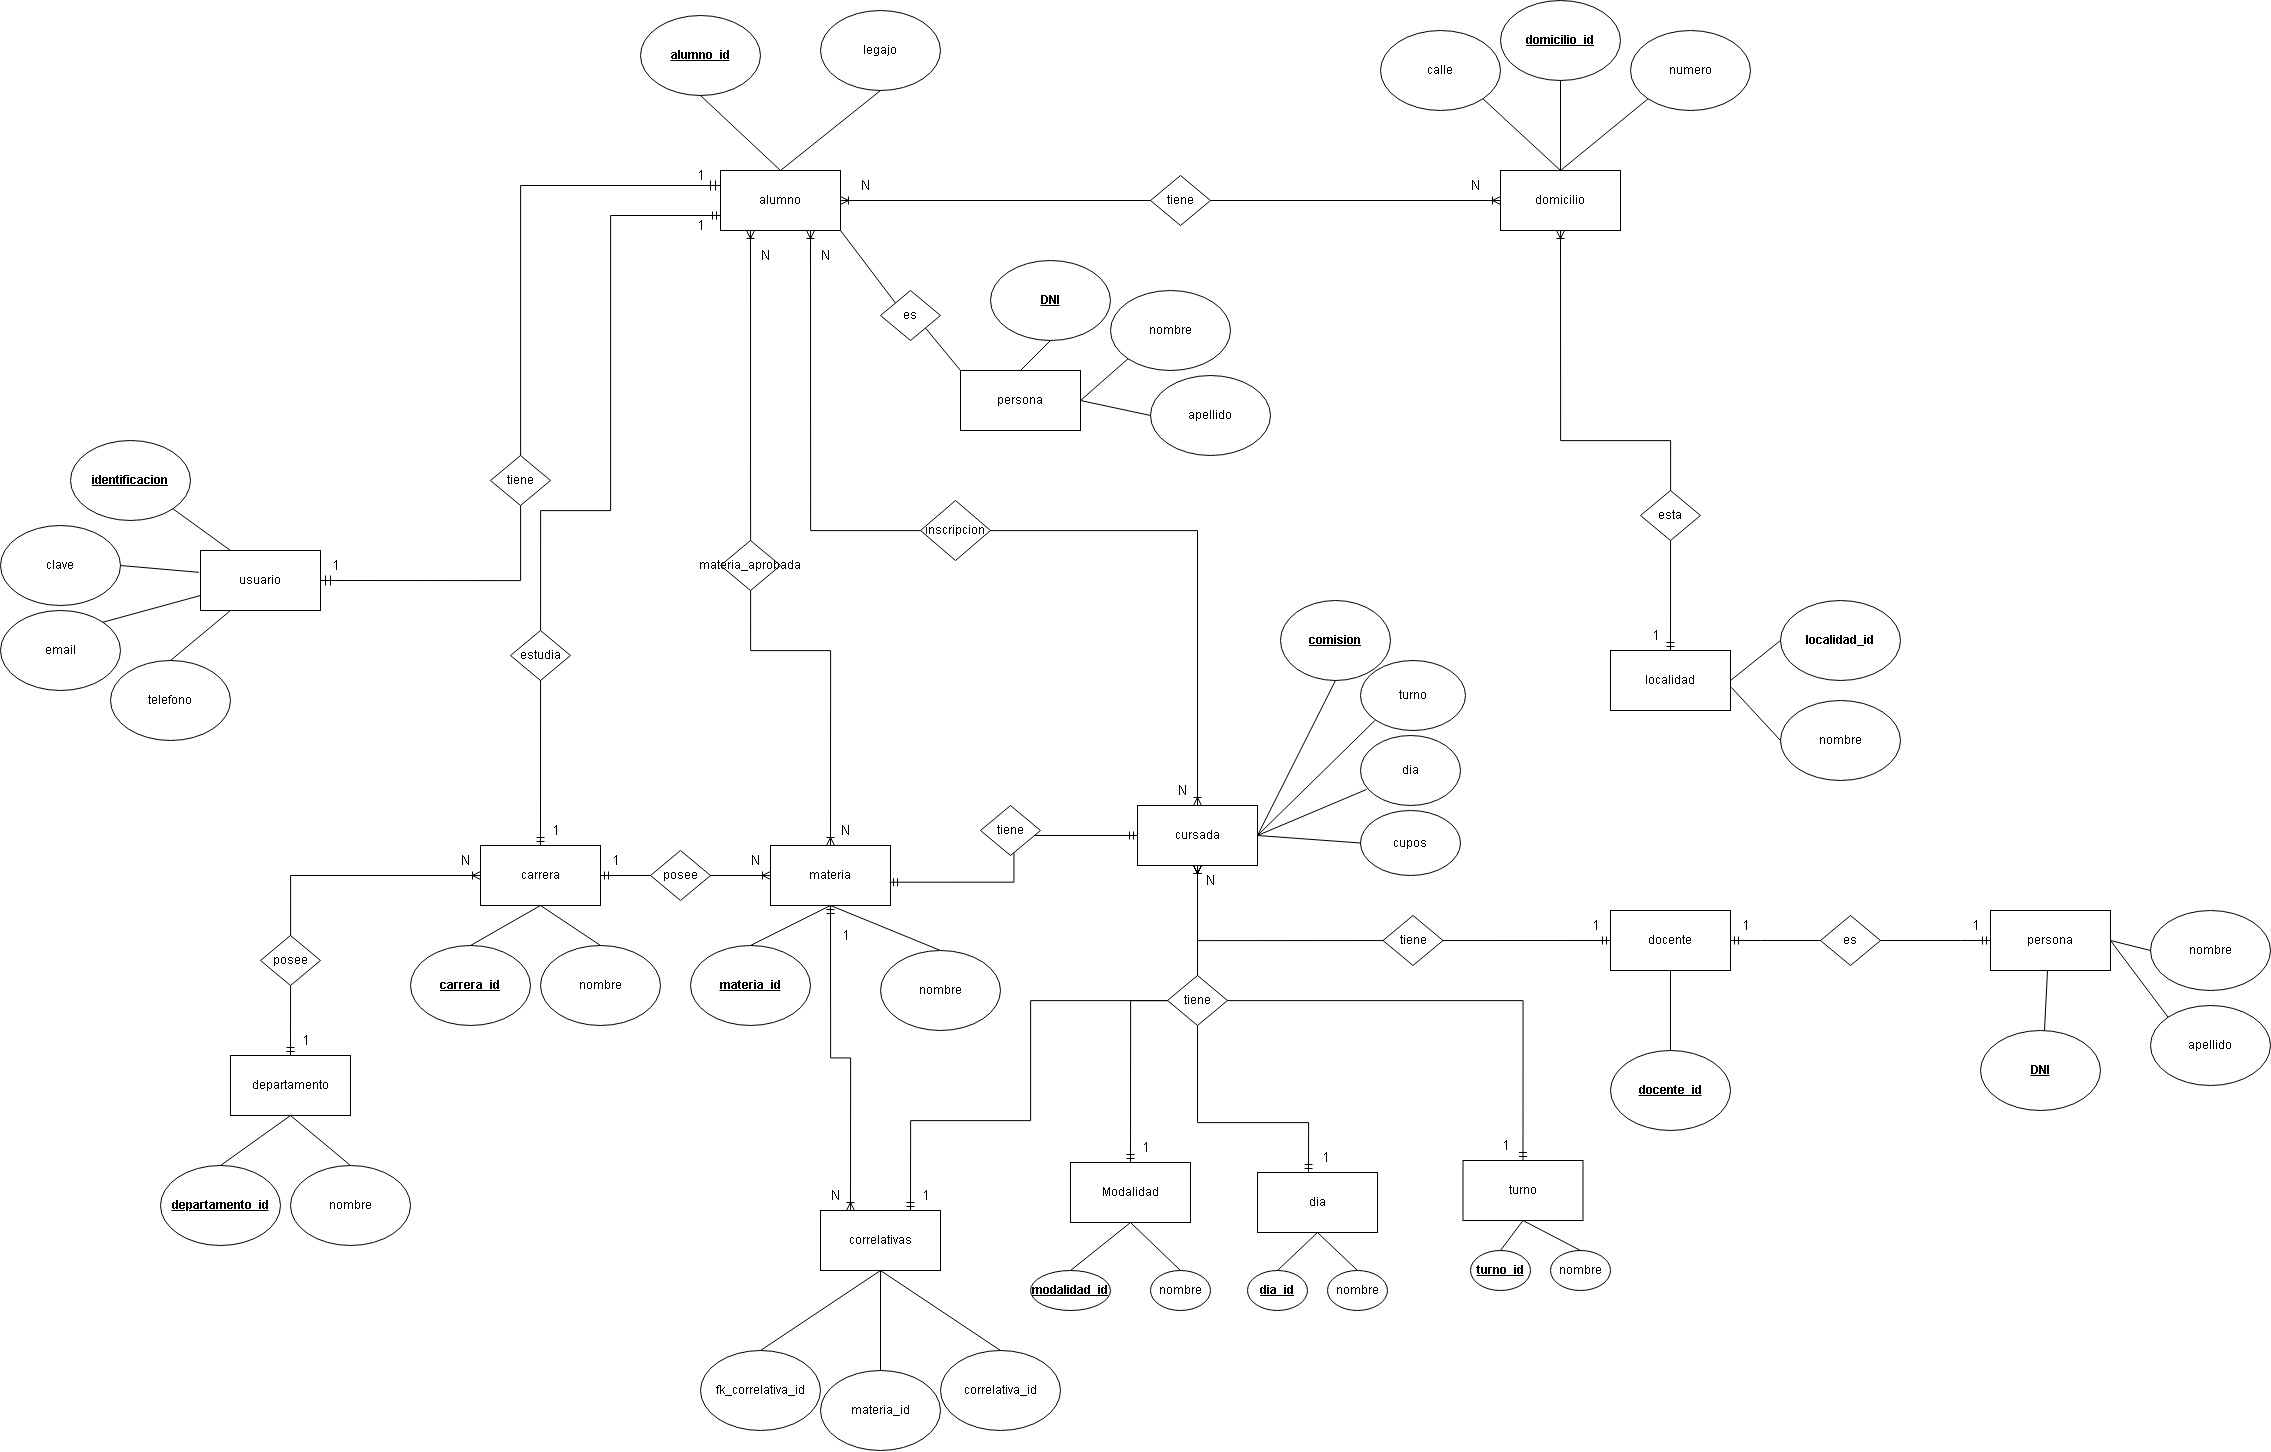 domicilio_id
alumno_id
legajo
calle
numero
1
N
N
alumno
tiene
domicilio
1
N
N
DNI
es
nombre
persona
apellido
identificacion
tiene
esta
inscripcion
clave
1
materia_aprobada
usuario
comision
1
localidad_id
email
estudia
localidad
turno
telefono
nombre
dia
N
1
N
tiene
cursada
cupos
N
1
N
carrera
posee
materia
N
1
1
1
1
tiene
docente
es
persona
nombre
posee
carrera_id
nombre
materia_id
nombre
tiene
1
departamento
docente_id
apellido
DNI
1
1
1
departamento_id
nombre
N
1
Modalidad
dia
turno
correlativas
modalidad_id
nombre
dia_id
nombre
turno_id
nombre
fk_correlativa_id
materia_id
correlativa_id